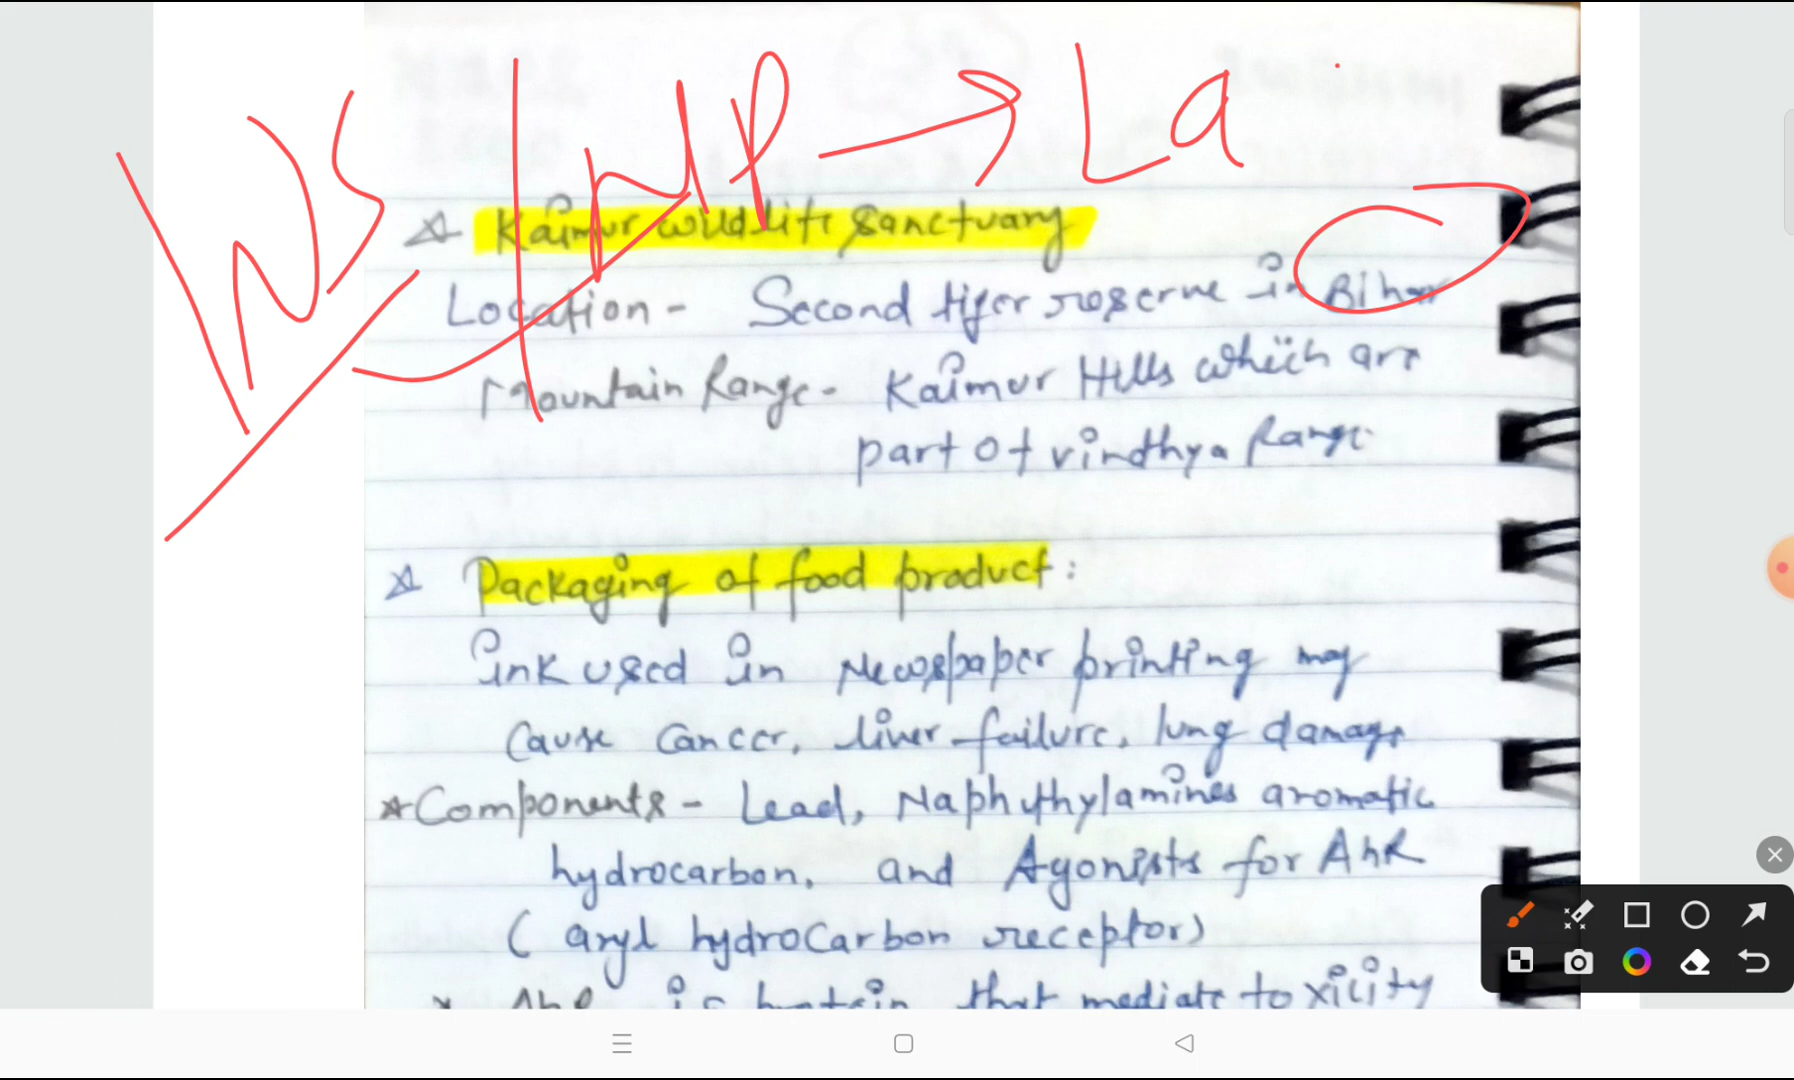 WS / NP → La
Kaimur wildlife sanctuary
Location - Second tiger reserve in Bihar
Mountain Range - Kaimur Hills which are
part of vindhya Range
Packaging of food product:
ink used in Newspaper printing may
cause cancer, liver failure, lung damage
*Components - Lead, Naphthylamines aromatic
hydrocarbon, and Agonists for AhR
(aryl hydrocarbon receptor)
* AhR is protein that mediate toxicity